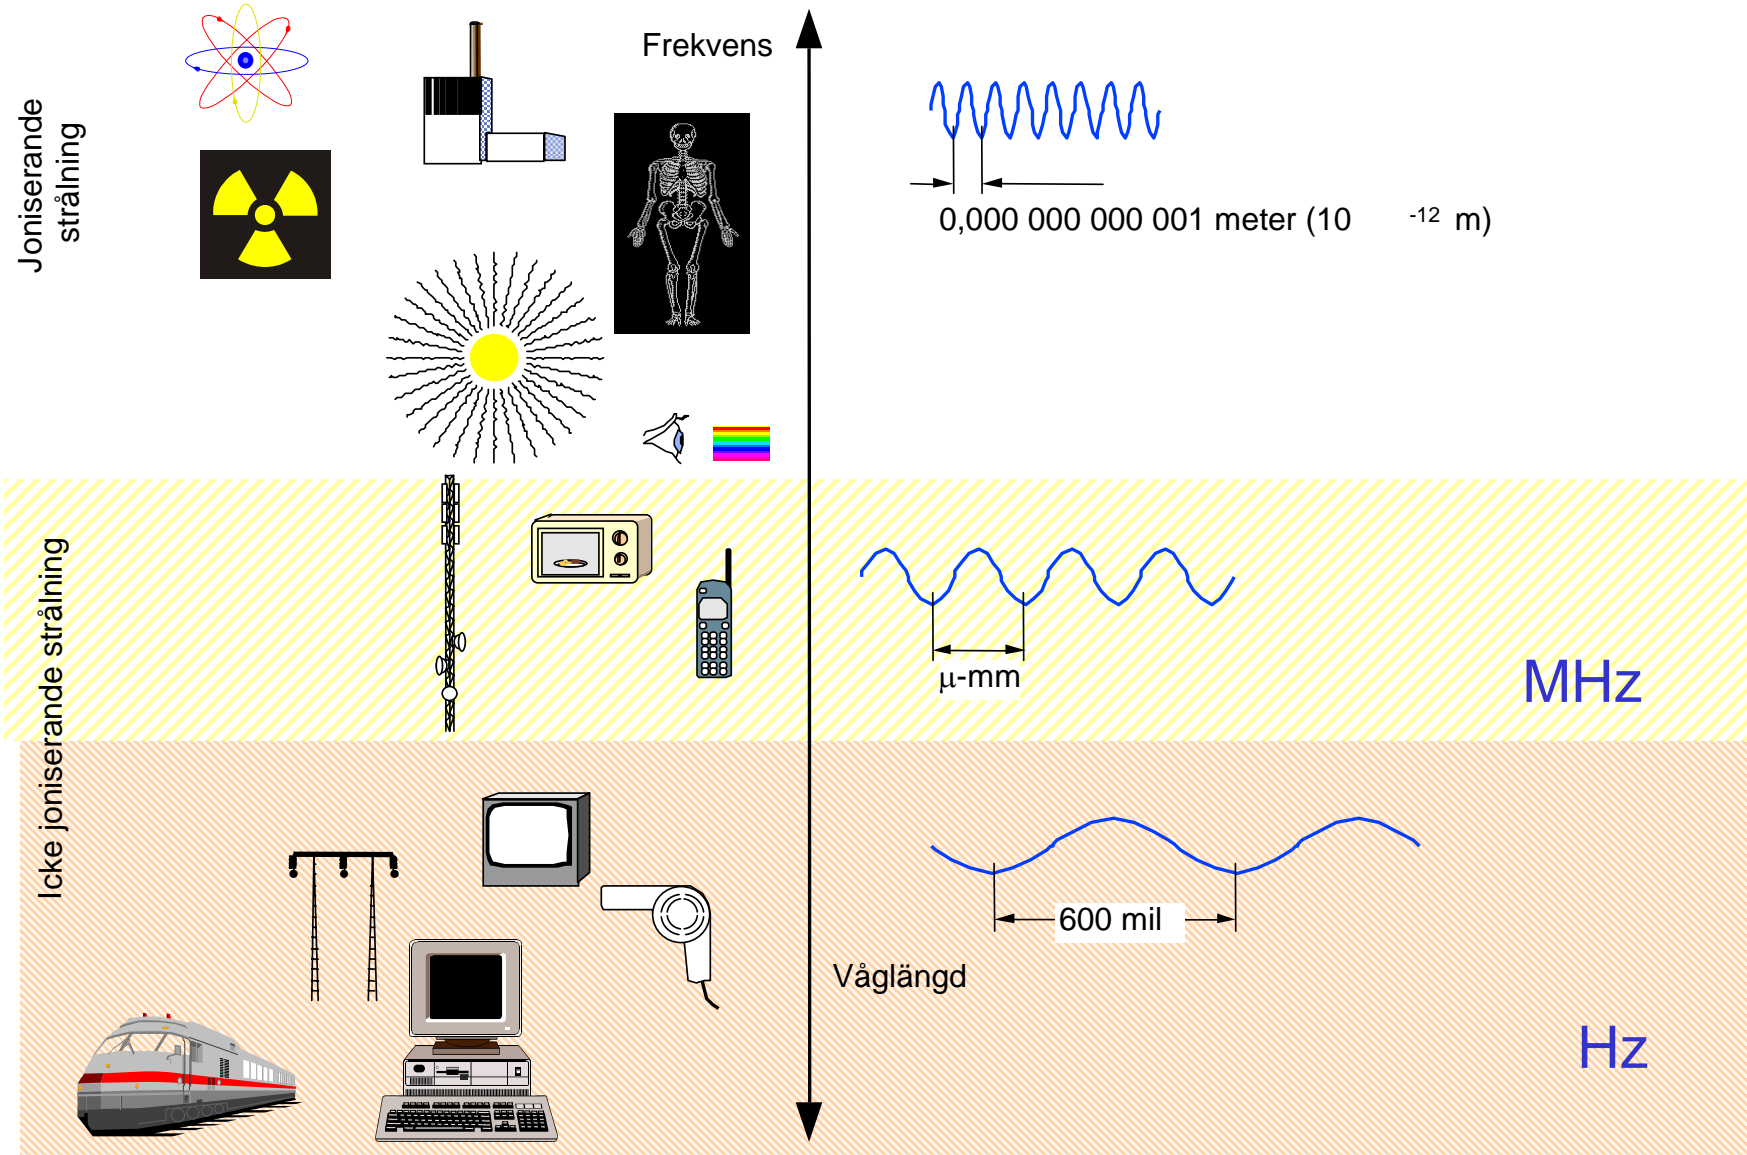 Frekvens
Joniserande
strålning
0,000 000 000 001 meter (10 -12 m)
Icke joniserande strålning
μ-mm
MHz
600 mil
Våglängd
Hz